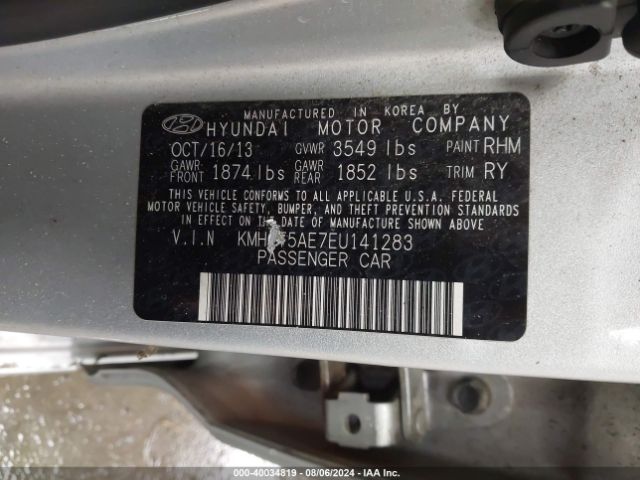 MANUFACTURED IN KOREA BY
HYUNDAI MOTOR COMPANY
OCT/16/13 GVWR 3549 lbs PAINT RHM
GAWR FRONT 1874 lbs GAWR REAR 1852 lbs TRIM RY
THIS VEHICLE CONFORMS TO ALL APPLICABLE U.S.A. FEDERAL
MOTOR VEHICLE SAFETY, BUMPER, AND THEFT PREVENTION STANDARDS
IN EFFECT ON THE DATE OF MANUFACTURE SHOWN ABOVE
V.I.N
PASSENGER CAR
000-40034819 - 08/06/2024 - IAA Inc.